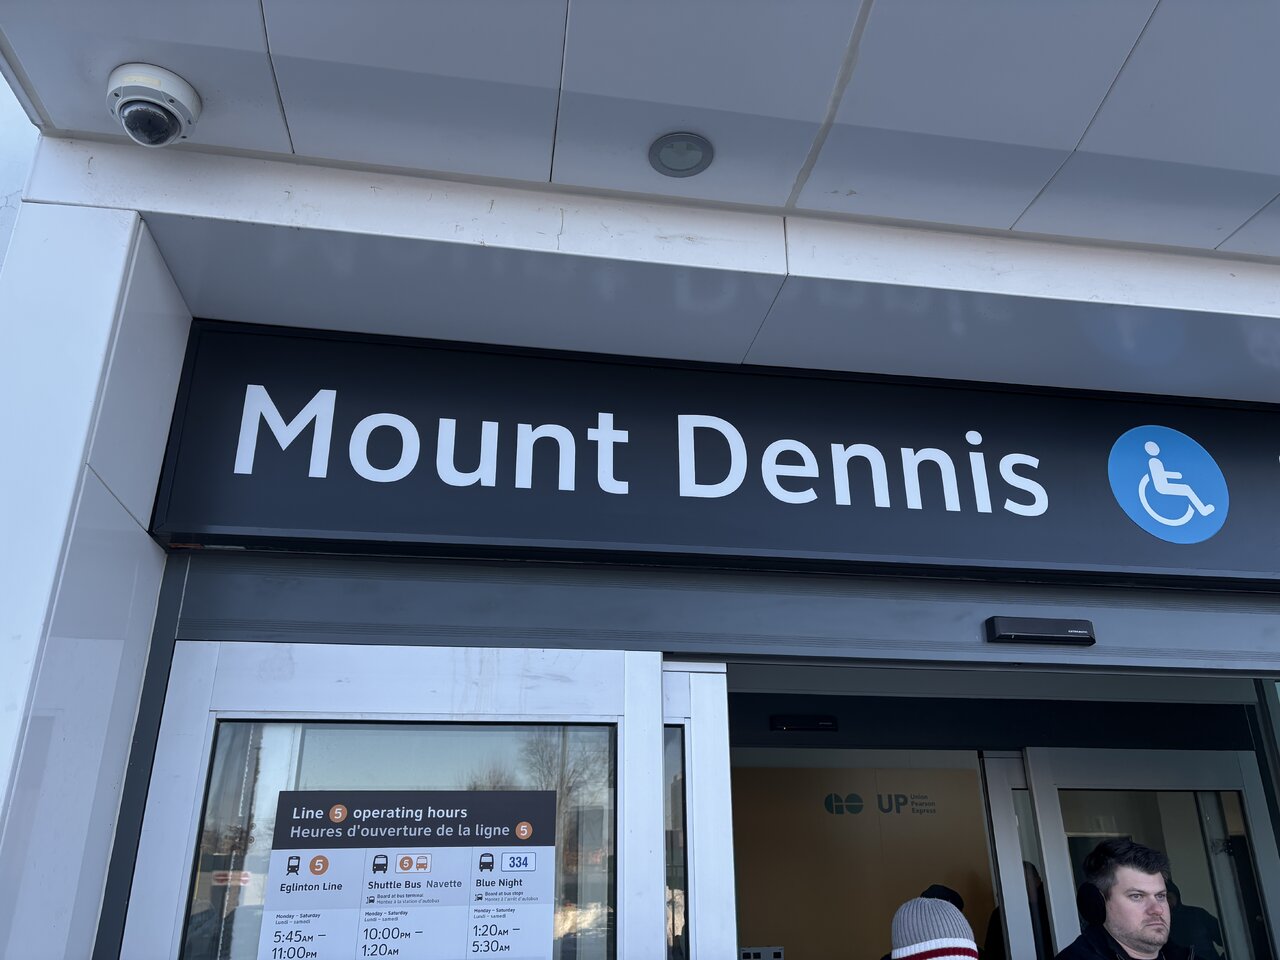 Mount Dennis
Line 5 operating hours
Heures d'ouverture de la ligne 5
5
Eglinton Line
Monday – Saturday
Lundi – samedi
5:45AM –
11:00PM
5
Shuttle Bus Navette
Board at bus terminal
Montez à la station d'autobus
Monday – Saturday
Lundi – samedi
10:00PM –
1:20AM
334
Blue Night
Board at bus stops
Montez à l'arrêt d'autobus
Monday – Saturday
Lundi – samedi
1:20AM –
5:30AM
GO UP Union
Pearson
Express